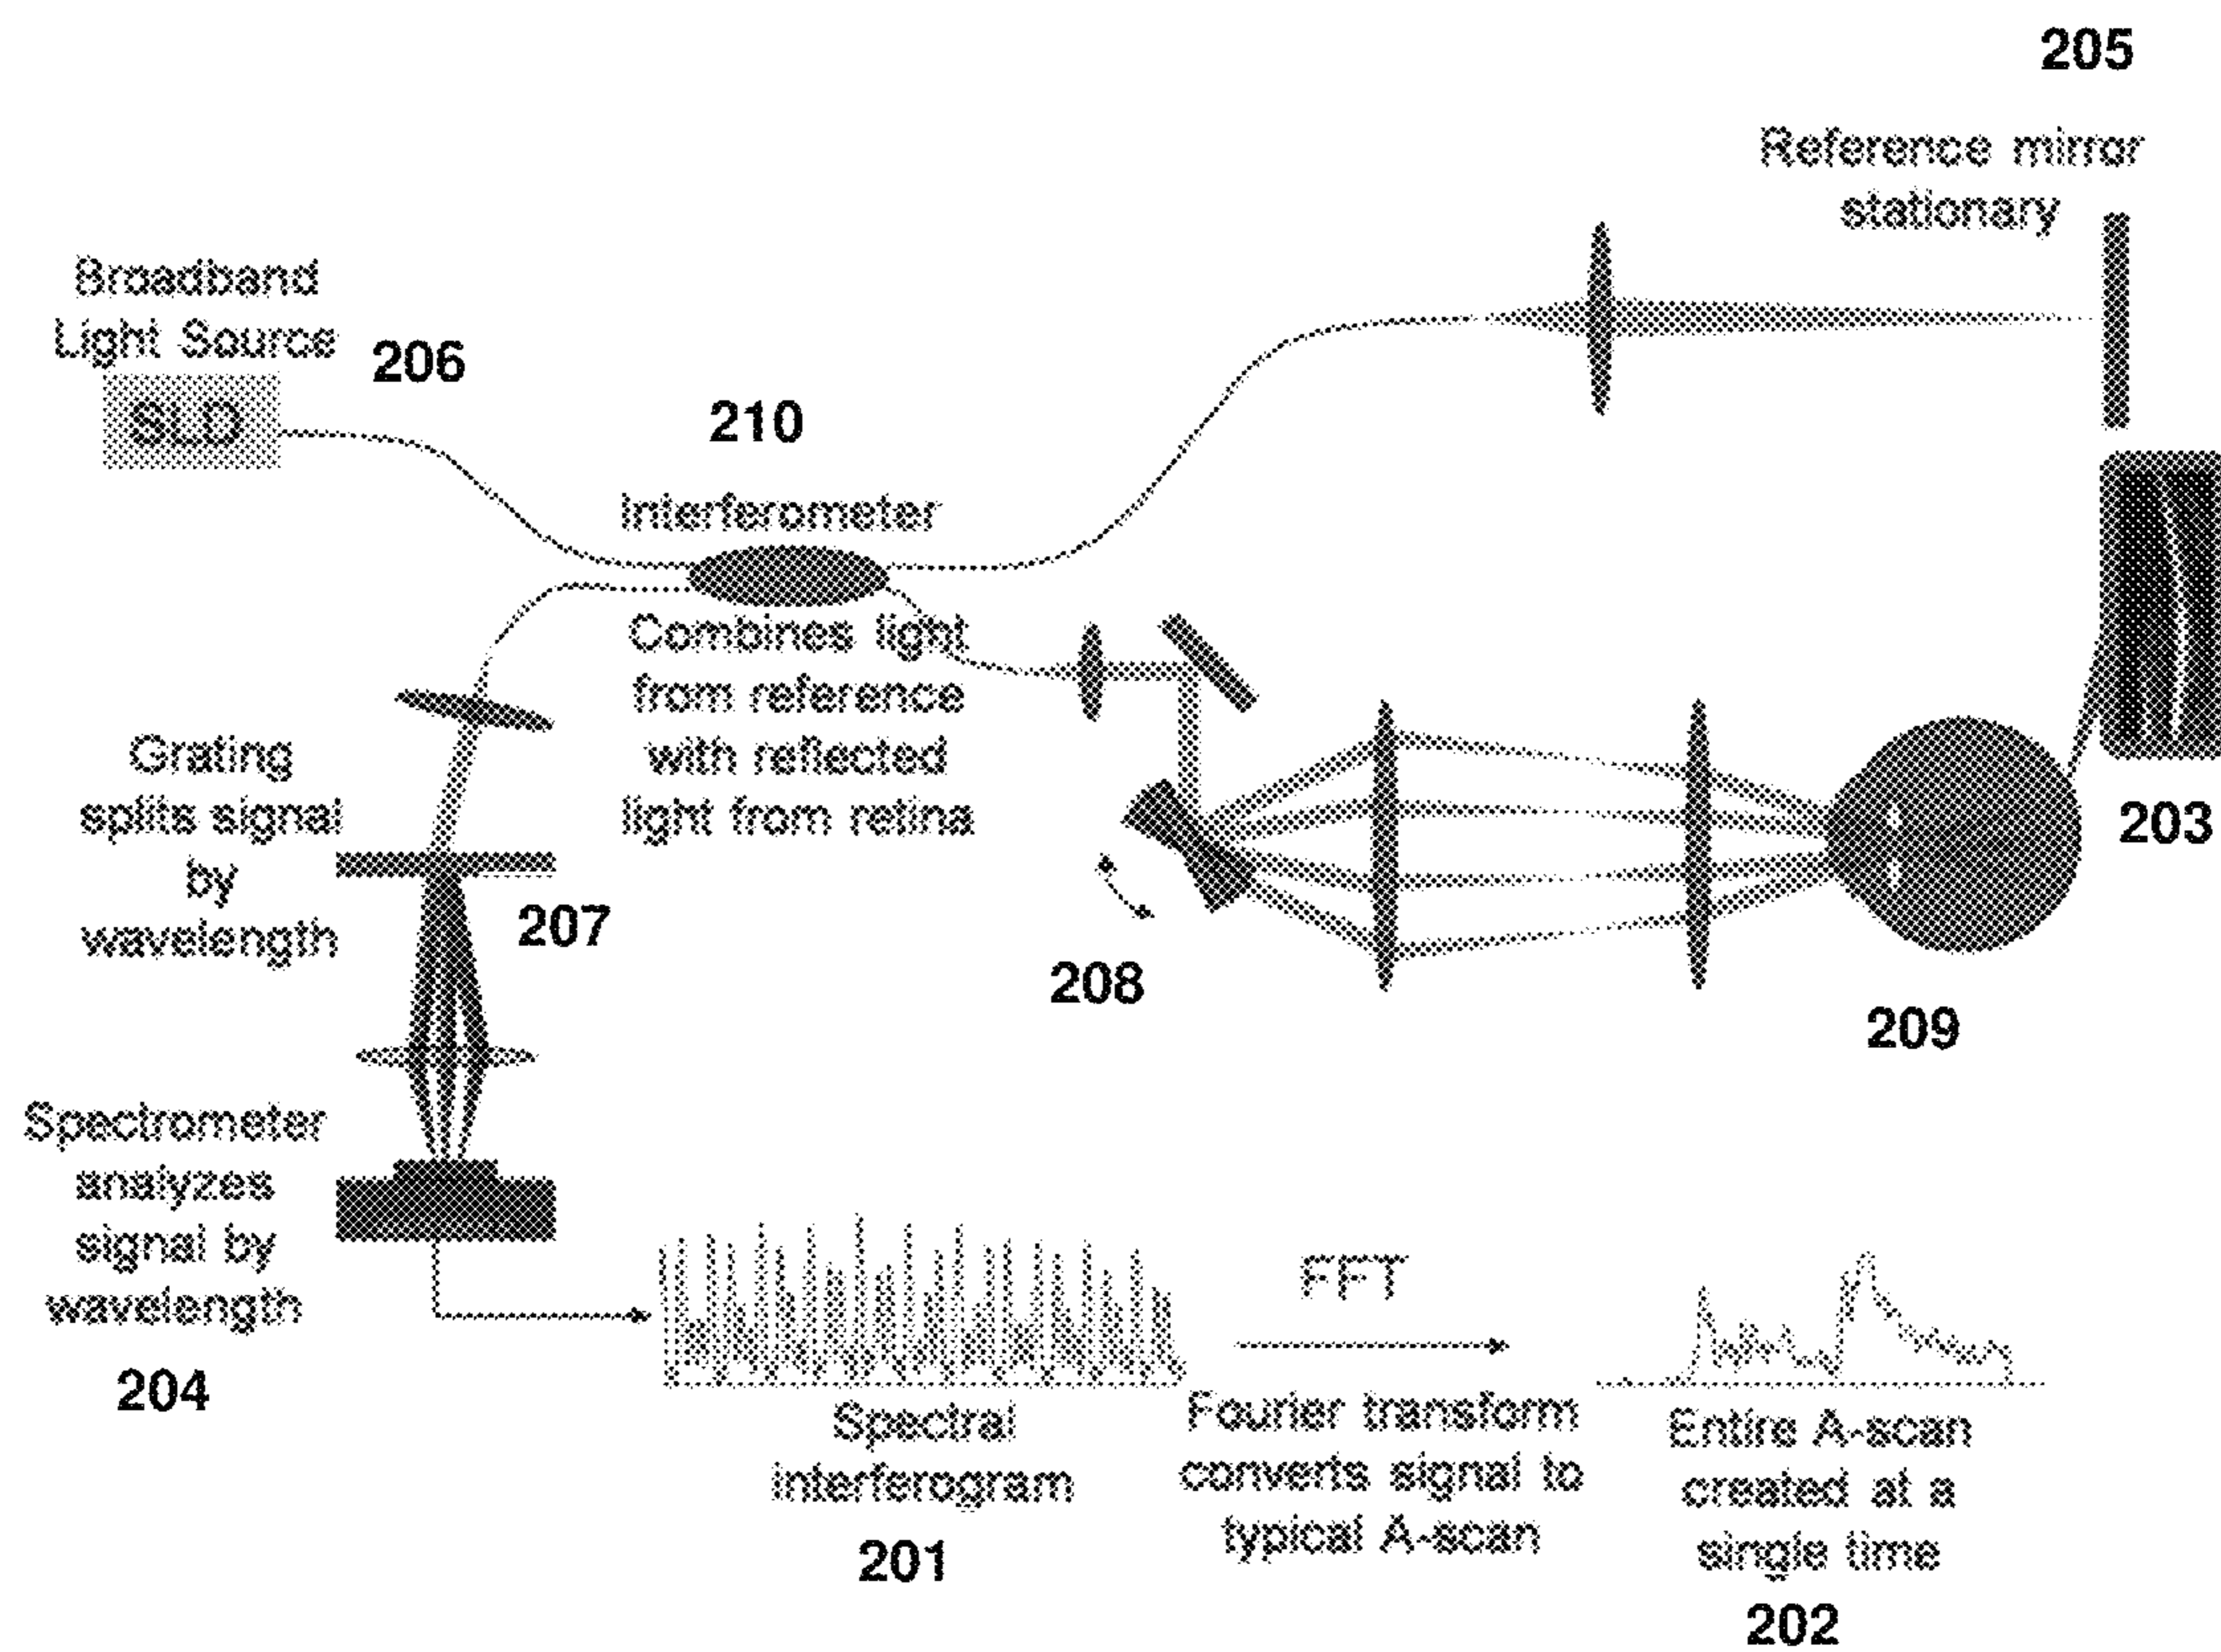 205
Reference mirror
stationary
Broadband
Light Source
206
SLD
210
Interferometer
Combines light
from reference
with reflected
light from retina
Grating
splits signal
by
wavelength
207
208
203
209
Spectrometer
analyzes
signal by
wavelength
204
Spectral
interferogram
201
FFT
Fourier transform
converts signal to
typical A-scan
Entire A-scan
created at a
single time
202